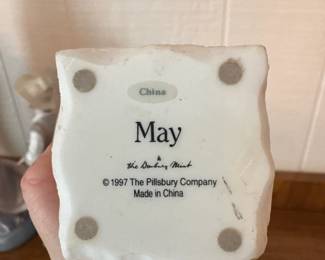 China
May
the Danbury Mint
© 1997 The Pillsbury Company
Made in China